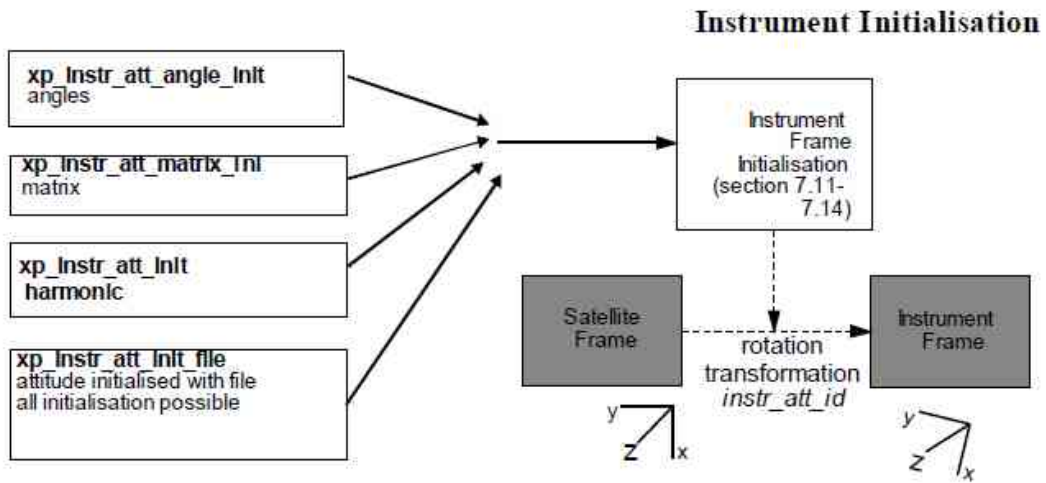 Instrument Initialisation
xp_instr_att_angle_init
angles
xp_instr_att_matrix_ini
matrix
xp_instr_att_init
harmonic
xp_instr_att_init_file
attitude initialised with file
all initialisation possible
Instrument
Frame
Initialisation
(section 7.11-
7.14)
Satellite
Frame
rotation
transformation
instr_att_id
Instrument
Frame
y
z
x
y
z
x